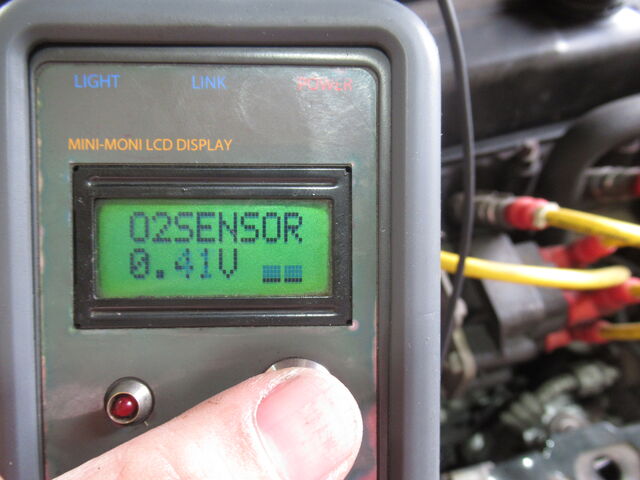 LIGHT LINK POWER
MINI-MONI LCD DISPLAY
O2SENSOR
0.41V